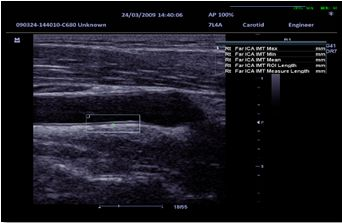 24/03/2009 14:40:06 AP 100%
090324-144010-C680 Unknown 7L4A Carotid Engineer
Rt Far ICA IMT Max mm
Rt Far ICA IMT Min mm
Rt Far ICA IMT Mean mm
Rt Far ICA IMT ROI Length mm
Rt Far ICA IMT Measure Length mm
18/55